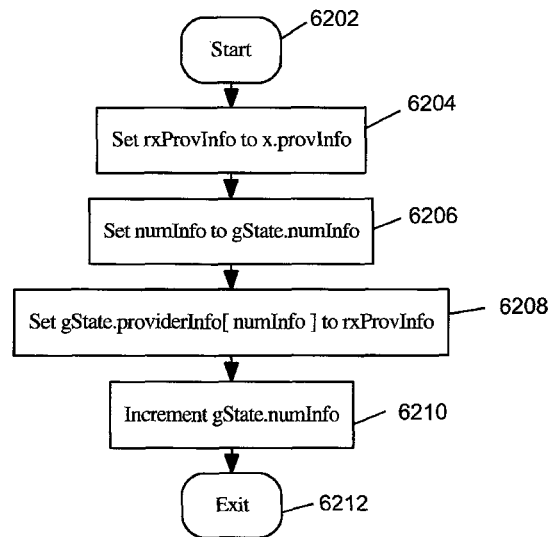 6202
Start
6204
Set rxProvInfo to x.provInfo
6206
Set numInfo to gState.numInfo
6208
Set gState.providerInfo[ numInfo ] to rxProvInfo
6210
Increment gState.numInfo
Exit
6212